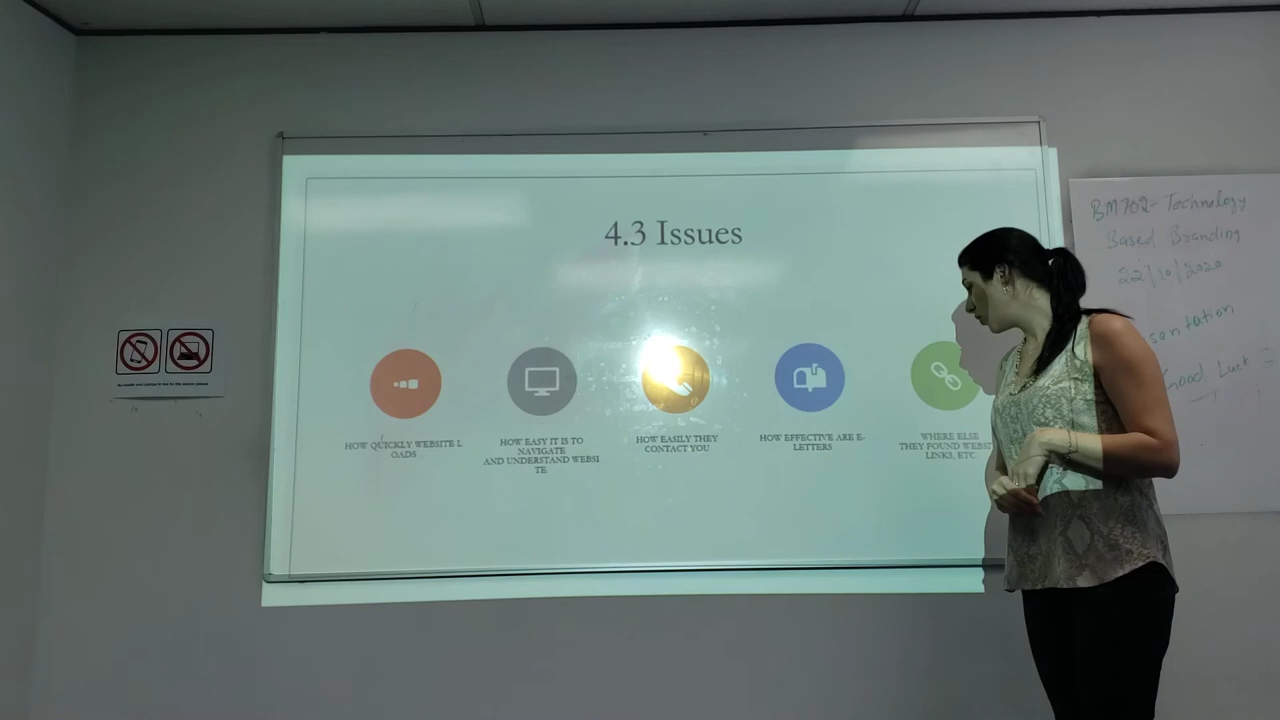 4.3 Issues
HOW QUICKLY WEBSITE L
OADS
HOW EASY IT IS TO
NAVIGATE
AND UNDERSTAND WEBSI
TE
HOW EASILY THEY
CONTACT YOU
HOW EFFECTIVE ARE E-
LETTERS
WHERE ELSE
THEY FOUND WEBSI
LINKS, ETC
BM702- Technology
Based Branding
22/10/2020
sentation
Good Luck